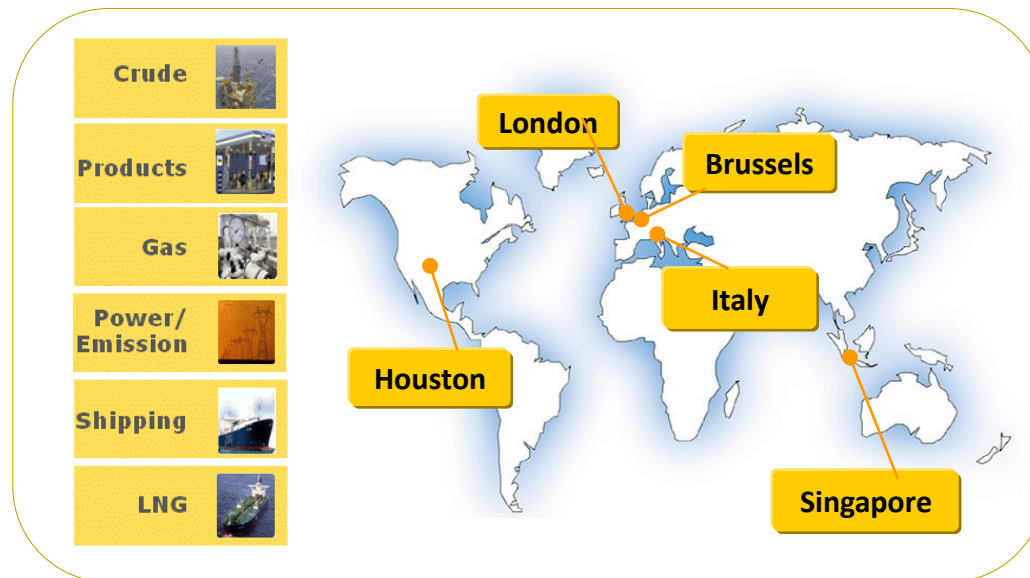 Crude
Products
Gas
Power/
Emission
Shipping
LNG
London
Brussels
Italy
Houston
Singapore